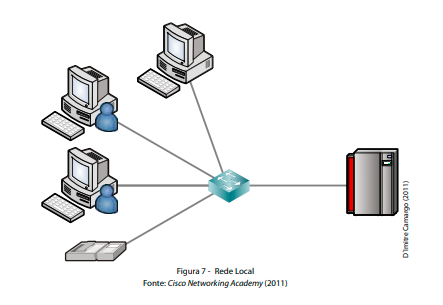 D'Imitre Camargo (2011)
Figura 7 - Rede Local
Fonte: Cisco Networking Academy (2011)